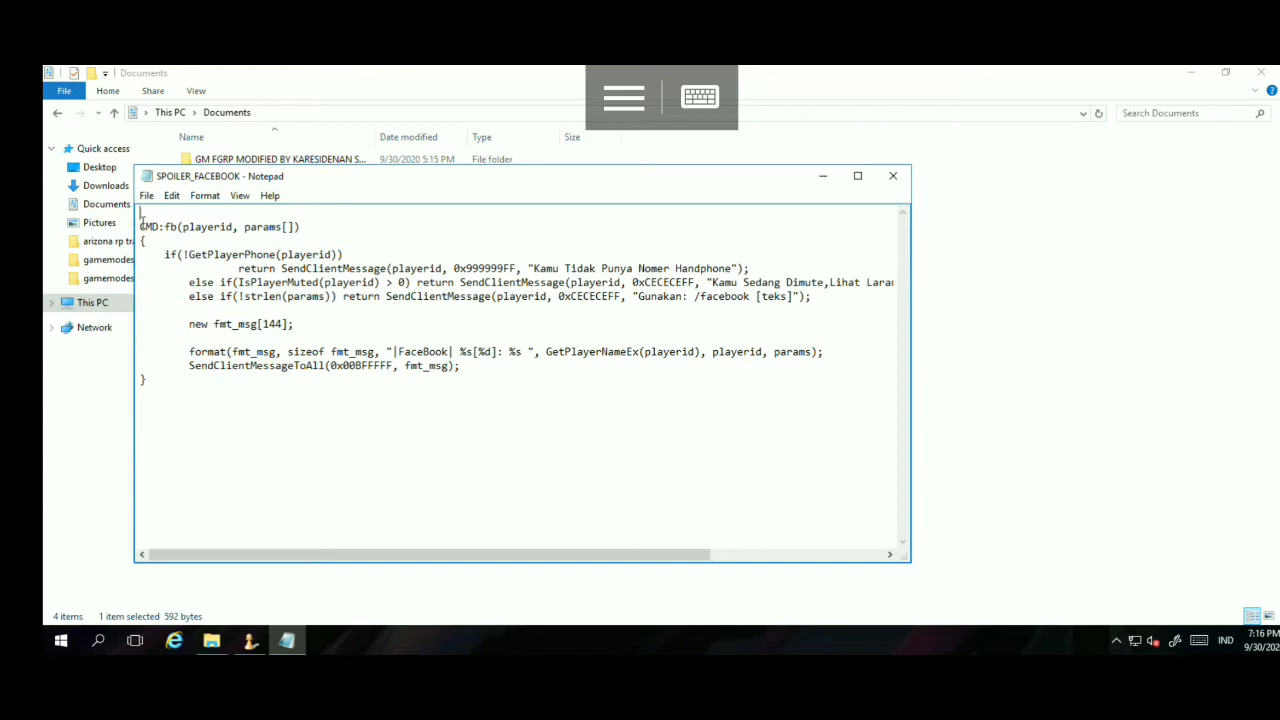 Documents
File Home Share View
This PC Documents
Search Documents
Name Date modified Type Size
Quick access
GM FGRP MODIFIED BY KARESIDENAN S... 9/30/2020 5:15 PM File folder
Desktop
Downloads
Documents
Pictures
arizona rp tra
gamemodes
gamemodes
This PC
Network
SPOILER_FACEBOOK - Notepad
File Edit Format View Help
CMD:fb(playerid, params[])
{
if(!GetPlayerPhone(playerid))
return SendClientMessage(playerid, 0x999999FF, "Kamu Tidak Punya Nomer Handphone");
else if(IsPlayerMuted(playerid) > 0) return SendClientMessage(playerid, 0xCECECEFF, "Kamu Sedang Dimute,Lihat Laran
else if(!strlen(params)) return SendClientMessage(playerid, 0xCECECEFF, "Gunakan: /facebook [teks]");
new fmt_msg[144];
format(fmt_msg, sizeof fmt_msg, "|FaceBook| %s[%d]: %s ", GetPlayerNameEx(playerid), playerid, params);
SendClientMessageToAll(0x00BFFFFF, fmt_msg);
}
4 items 1 item selected 592 bytes
IND
7:16 PM
9/30/2020